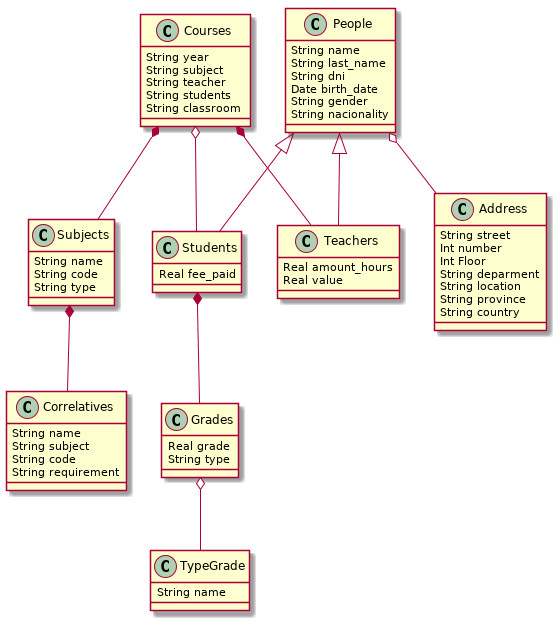 C Courses
String year
String subject
String teacher
String students
String classroom
C People
String name
String last_name
String dni
Date birth_date
String gender
String nacionality
C Subjects
String name
String code
String type
C Students
Real fee_paid
C Teachers
Real amount_hours
Real value
C Address
String street
Int number
Int Floor
String deparment
String location
String province
String country
C Correlatives
String name
String subject
String code
String requirement
C Grades
Real grade
String type
C TypeGrade
String name